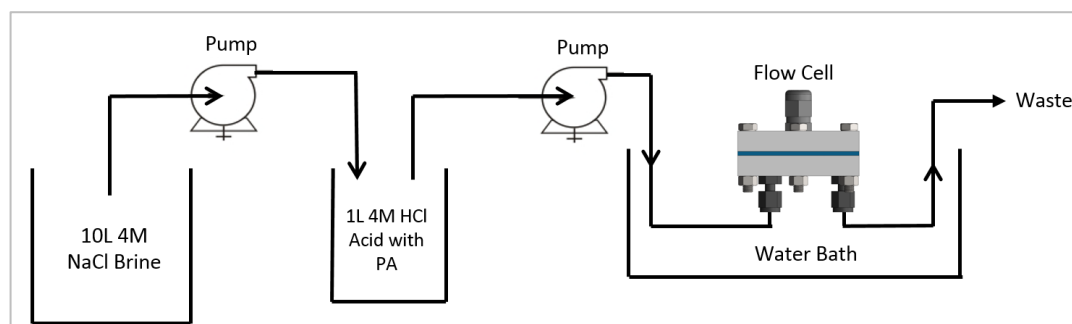 Pump
Pump
Flow Cell
Waste
10L 4M
NaCl Brine
1L 4M HCl
Acid with
PA
Water Bath